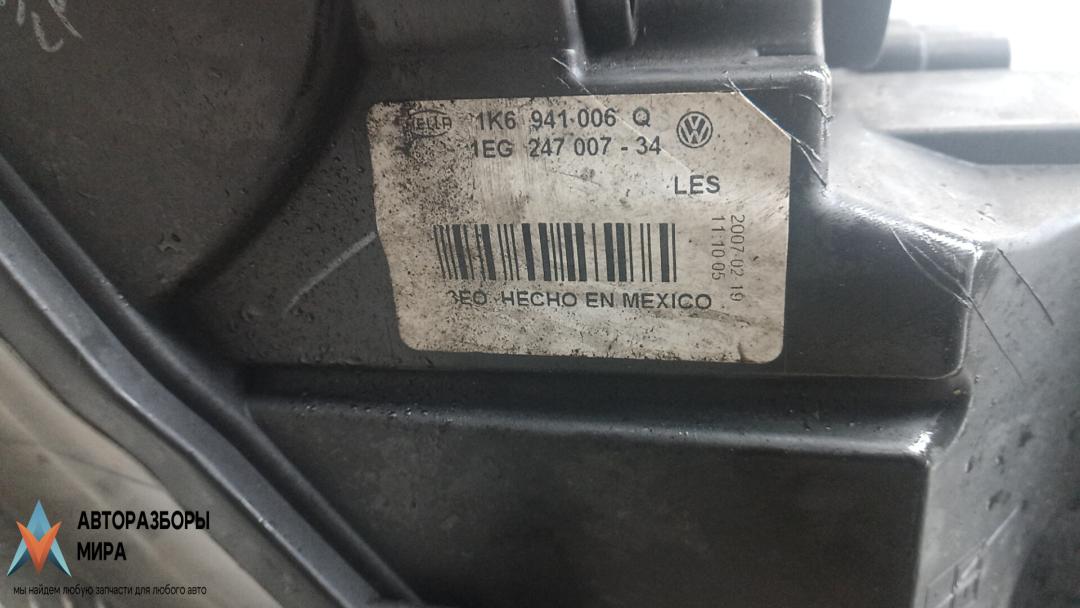 HELLA
1K6 941 006 Q
1EG 247 007 - 34
LES
2007-02 19
11:10-05
HECHO EN MEXICO
АВТОРАЗБОРЫ
МИРА
мы найдем любую запчасти для любого авто